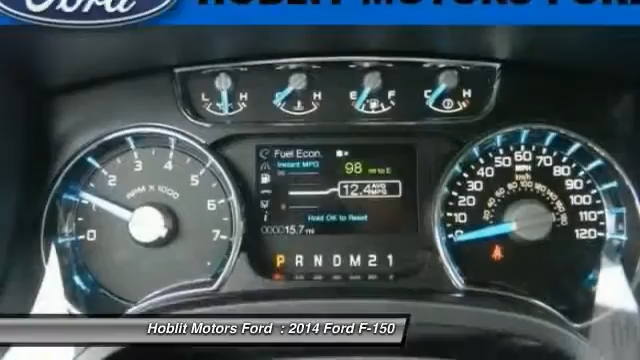 Ford HOBLIT MOTORS FORD
L H C H E F C H
Fuel Econ.
Instant MPG
98 mi to E
12.4 AVG MPG
Hold OK to Reset
000015.7 mi
P R N D M 2 1
0 1 2 3 4 5 6 7
RPM X 1000
0 10 20 30 40 50 60 70 80 90 100 110 120
MPH
km/h
Hoblit Motors Ford : 2014 Ford F-150